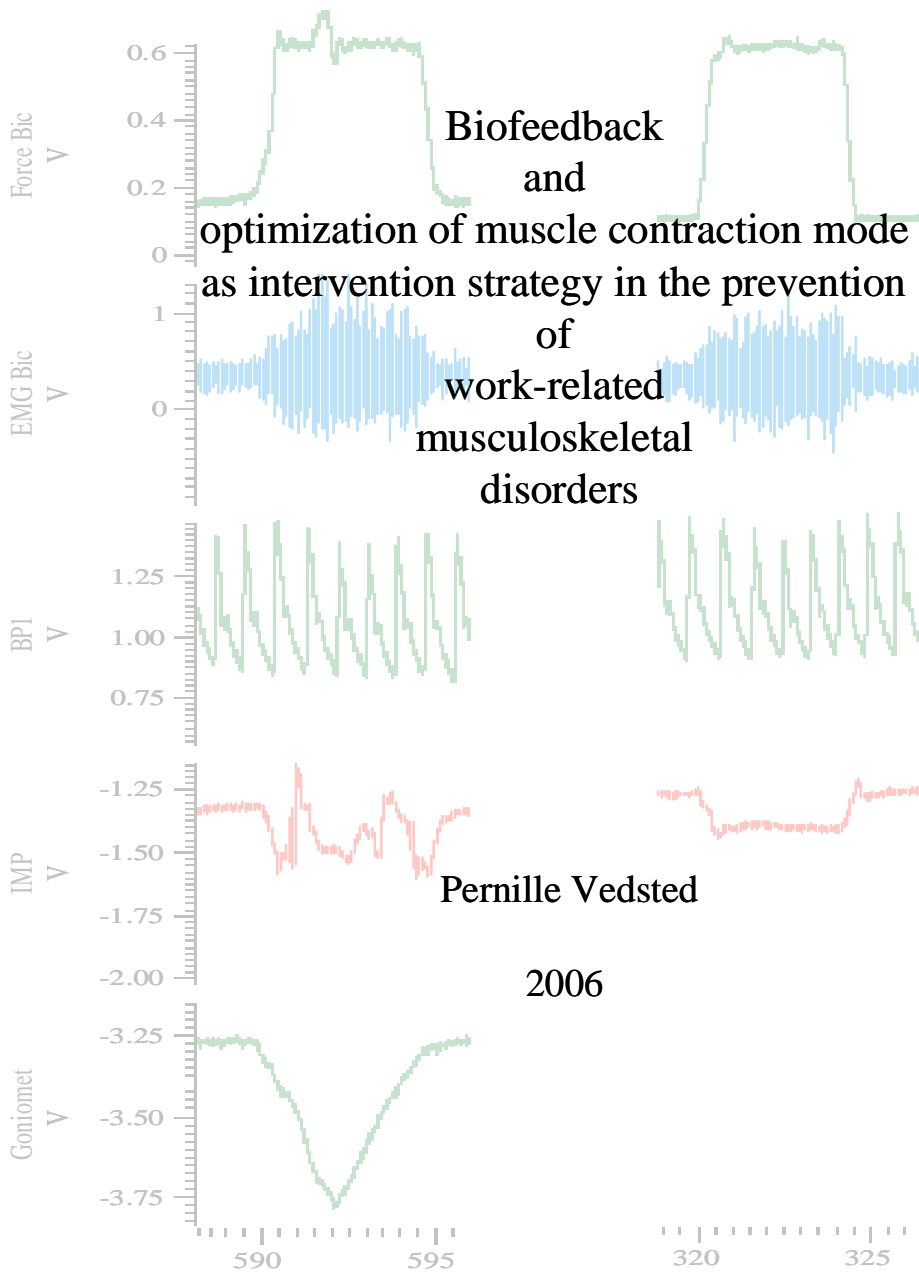 Biofeedback
and
optimization of muscle contraction mode
as intervention strategy in the prevention
of
work-related
musculoskeletal
disorders
Pernille Vedsted
2006
Force Bic
V
0.6
0.4
0.2
0
EMG Bic
V
1
0
BP1
V
1.25
1.00
0.75
IMP
V
-1.25
-1.50
-1.75
-2.00
Goniomet
V
-3.25
-3.50
-3.75
590 595 320 325